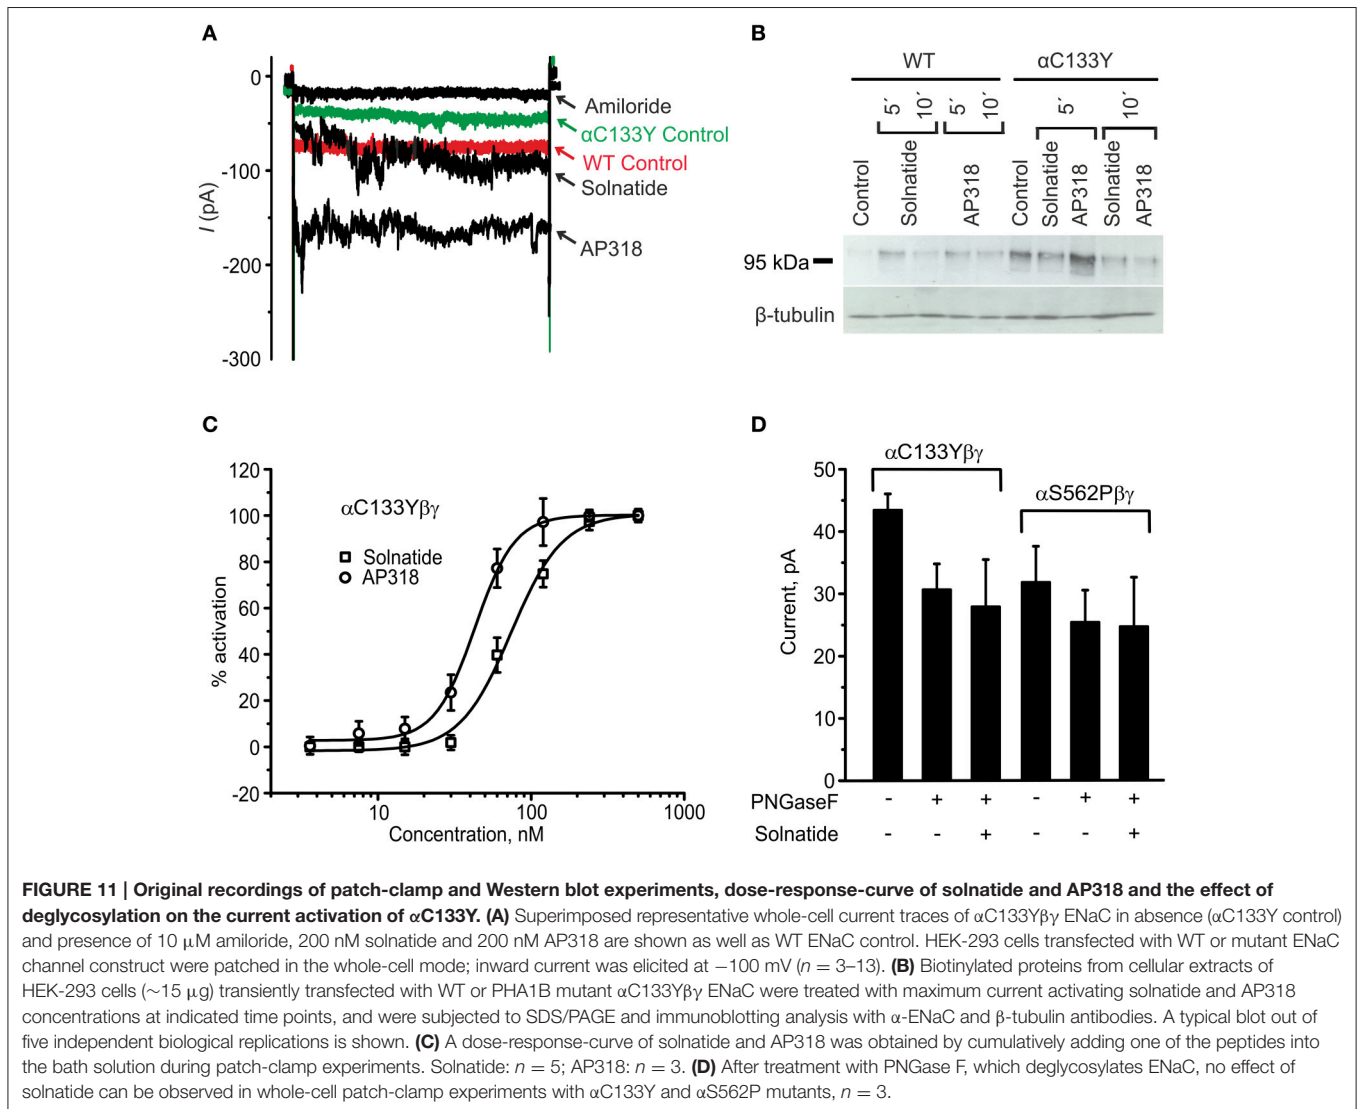 A
0
-100
-200
-300
I (pA)
Amiloride
αC133Y Control
WT Control
Solnatide
AP318
B
WT
αC133Y
5´
10´
5´
10´
5´
10´
Control
Solnatide
AP318
Control
Solnatide
AP318
Solnatide
AP318
95 kDa
β-tubulin
C
120
100
80
60
40
20
0
-20
% activation
αC133Yβγ
Solnatide
AP318
10
100
1000
Concentration, nM
D
50
40
30
20
10
0
Current, pA
αC133Yβγ
αS562Pβγ
PNGaseF - + + - + +
Solnatide - - + - - +
FIGURE 11 | Original recordings of patch-clamp and Western blot experiments, dose-response-curve of solnatide and AP318 and the effect of
deglycosylation on the current activation of αC133Y. (A) Superimposed representative whole-cell current traces of αC133Yβγ ENaC in absence (αC133Y control)
and presence of 10 μM amiloride, 200 nM solnatide and 200 nM AP318 are shown as well as WT ENaC control. HEK-293 cells transfected with WT or mutant ENaC
channel construct were patched in the whole-cell mode; inward current was elicited at −100 mV (n = 3–13). (B) Biotinylated proteins from cellular extracts of
HEK-293 cells (∼15 μg) transiently transfected with WT or PHA1B mutant αC133Yβγ ENaC were treated with maximum current activating solnatide and AP318
concentrations at indicated time points, and were subjected to SDS/PAGE and immunoblotting analysis with α-ENaC and β-tubulin antibodies. A typical blot out of
five independent biological replications is shown. (C) A dose-response-curve of solnatide and AP318 was obtained by cumulatively adding one of the peptides into
the bath solution during patch-clamp experiments. Solnatide: n = 5; AP318: n = 3. (D) After treatment with PNGase F, which deglycosylates ENaC, no effect of
solnatide can be observed in whole-cell patch-clamp experiments with αC133Y and αS562P mutants, n = 3.